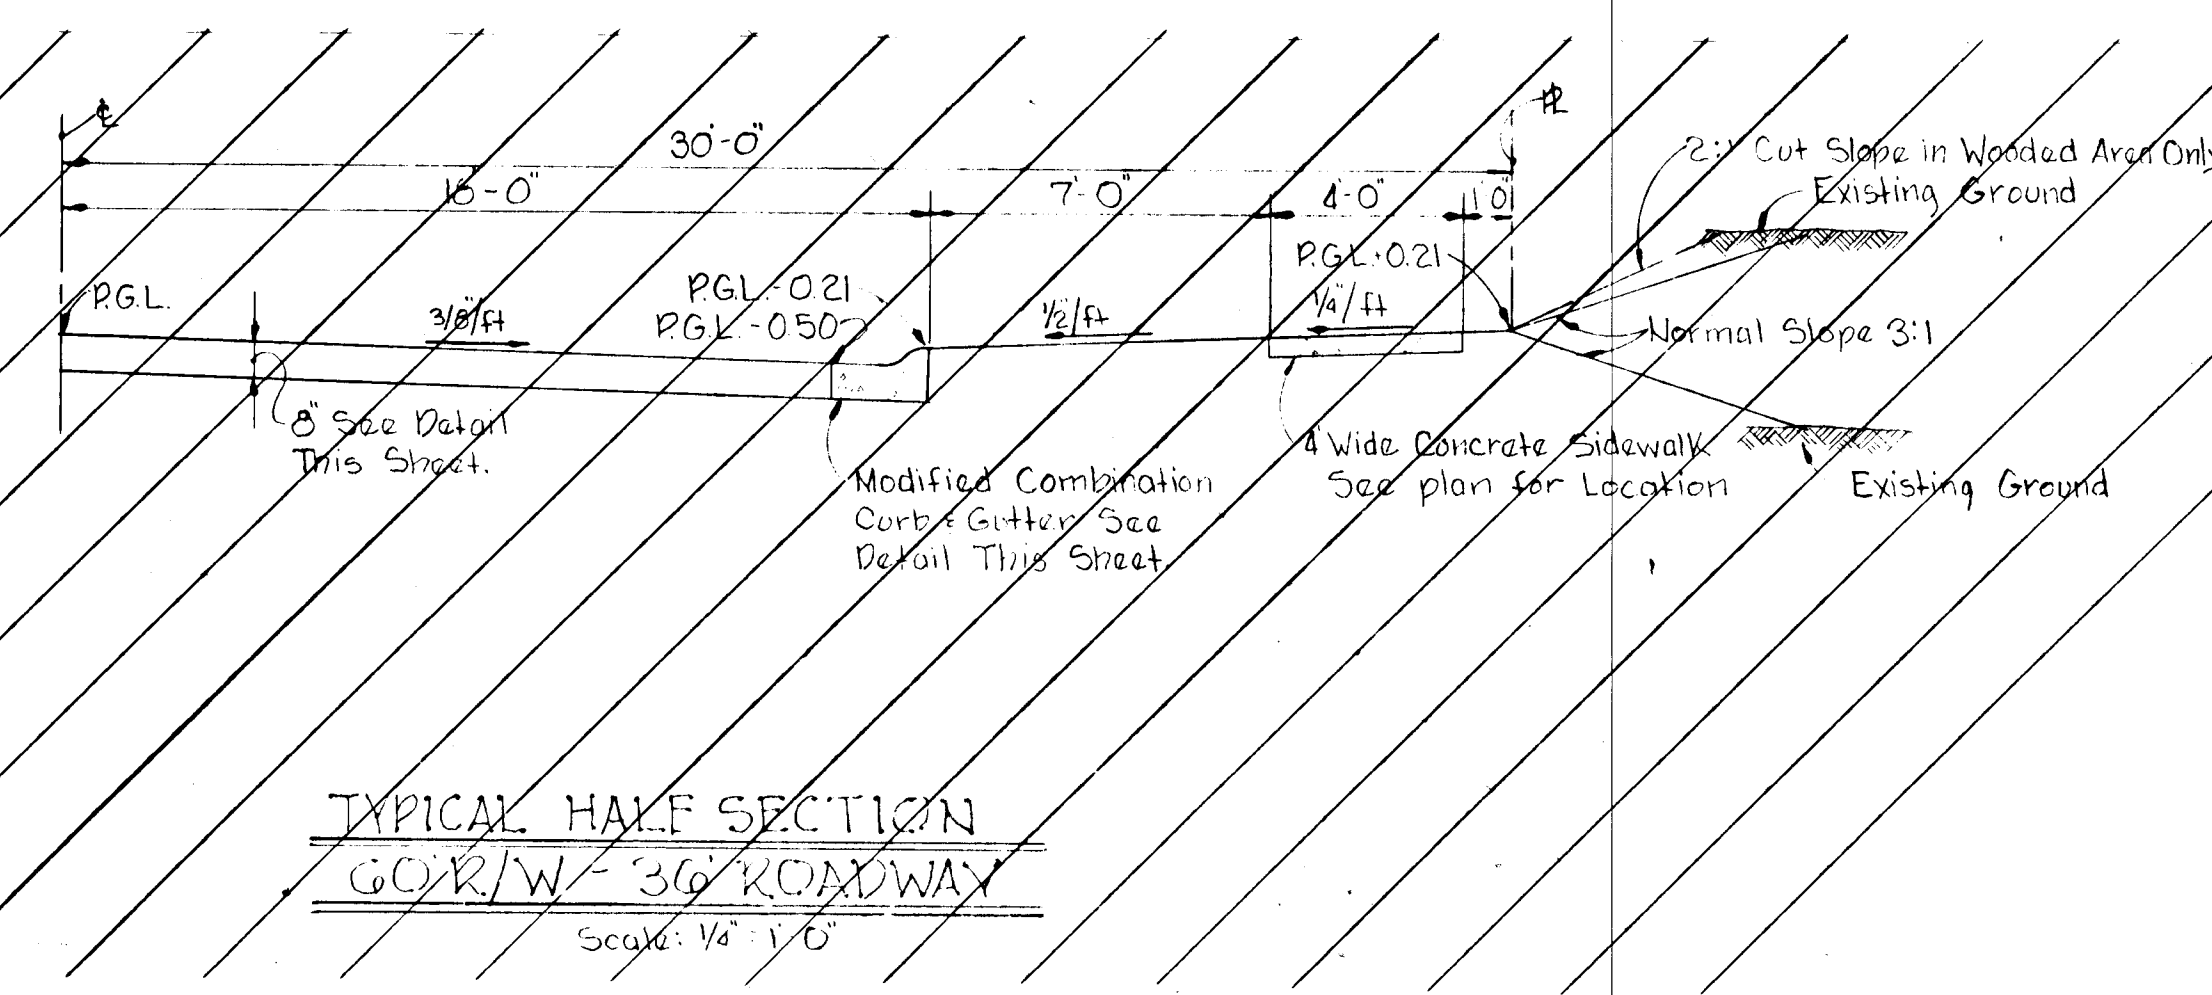 ℄
℄
30'-0"
18'-0"
7'-0"
4'-0"
1'0"
2:1 Cut Slope in Wooded Area Only
Existing Ground
P.G.L.
3/8"/ft
P.G.L.-0.21
P.G.L.-0.50
1/2"/ft
P.G.L.+0.21
1/4"/ft
Normal Slope 3:1
8" See Detail
This Sheet.
Modified Combination
Curb & Gutter See
Detail This Sheet.
4' Wide Concrete Sidewalk
See plan for Location
Existing Ground
TYPICAL HALF SECTION
60' R/W - 36' ROADWAY
Scale: 1/4" = 1'-0"